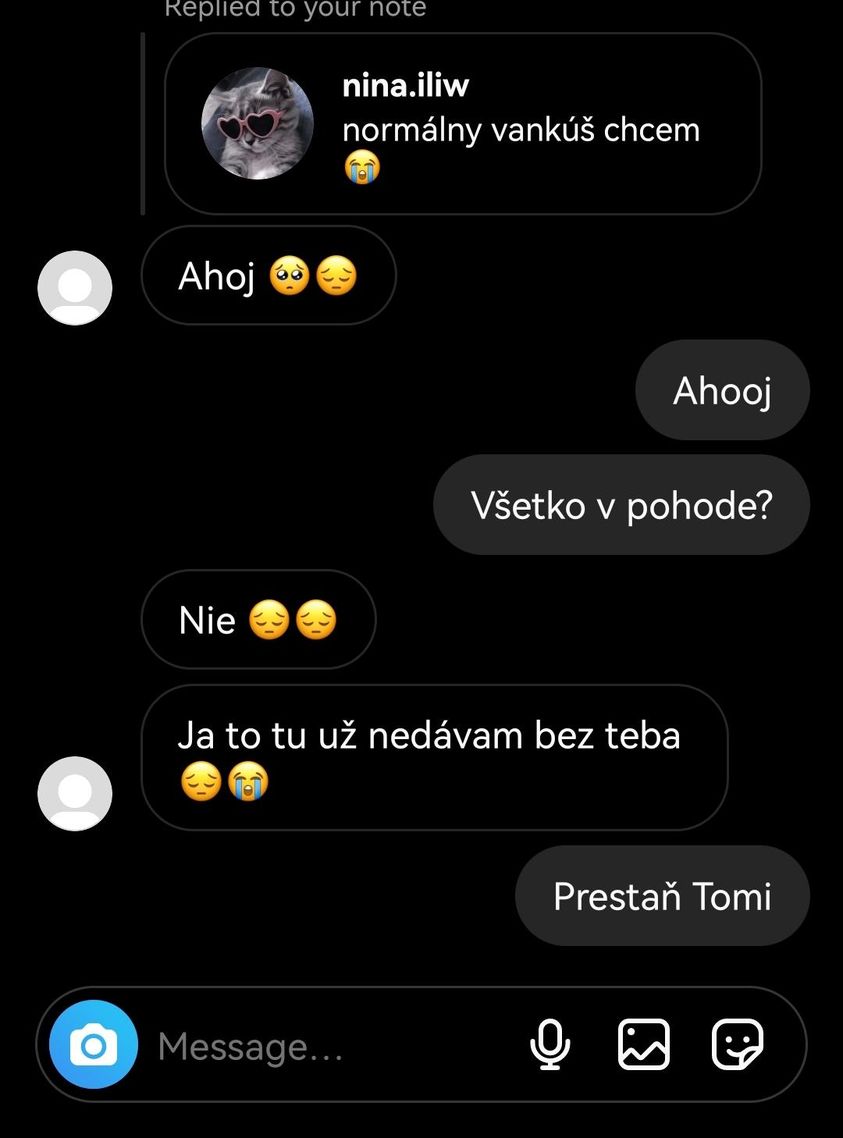 Replied to your note
nina.iliw
normálny vankúš chcem
😭
Ahoj 🥺😔
Ahooj
Všetko v pohode?
Nie 😔😔
Ja to tu už nedávam bez teba
😔😭
Prestaň Tomi
Message...